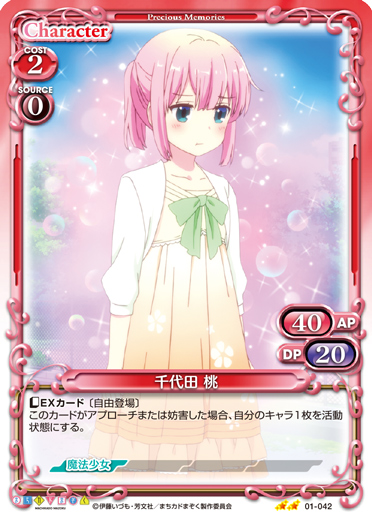 Precious Memories
Character
COST
2
SOURCE
0
40 AP
DP 20
千代田 桃
EXカード〔自由登場〕
このカードがアプローチまたは妨害した場合、自分のキャラ1枚を活動
状態にする。
魔法少女
©伊藤いづも・芳文社／まちカドまぞく製作委員会
01-042